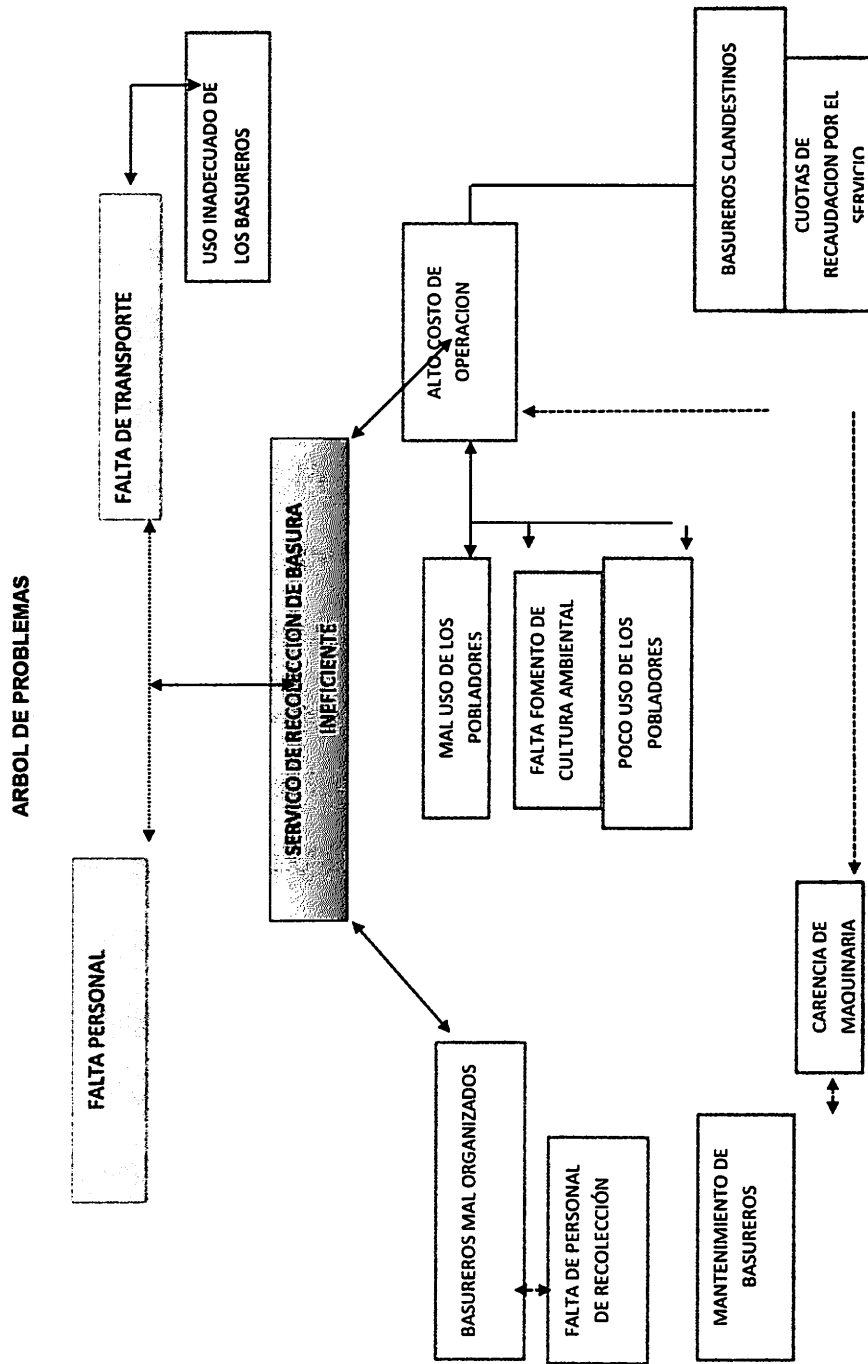 ARBOL DE PROBLEMAS
FALTA PERSONAL
FALTA DE TRANSPORTE
USO INADECUADO DE
LOS BASUREROS
SERVICO DE RECOLECCION DE BASURA
INEFICIENTE
BASUREROS MAL ORGANIZADOS
FALTA DE PERSONAL
DE RECOLECCIÓN
MAL USO DE LOS
POBLADORES
FALTA FOMENTO DE
CULTURA AMBIENTAL
POCO USO DE LOS
POBLADORES
ALTO COSTO DE
OPERACION
MANTENIMIENTO DE
BASUREROS
CARENCIA DE
MAQUINARIA
BASUREROS CLANDESTINOS
CUOTAS DE
RECAUDACION POR EL
SERVICIO